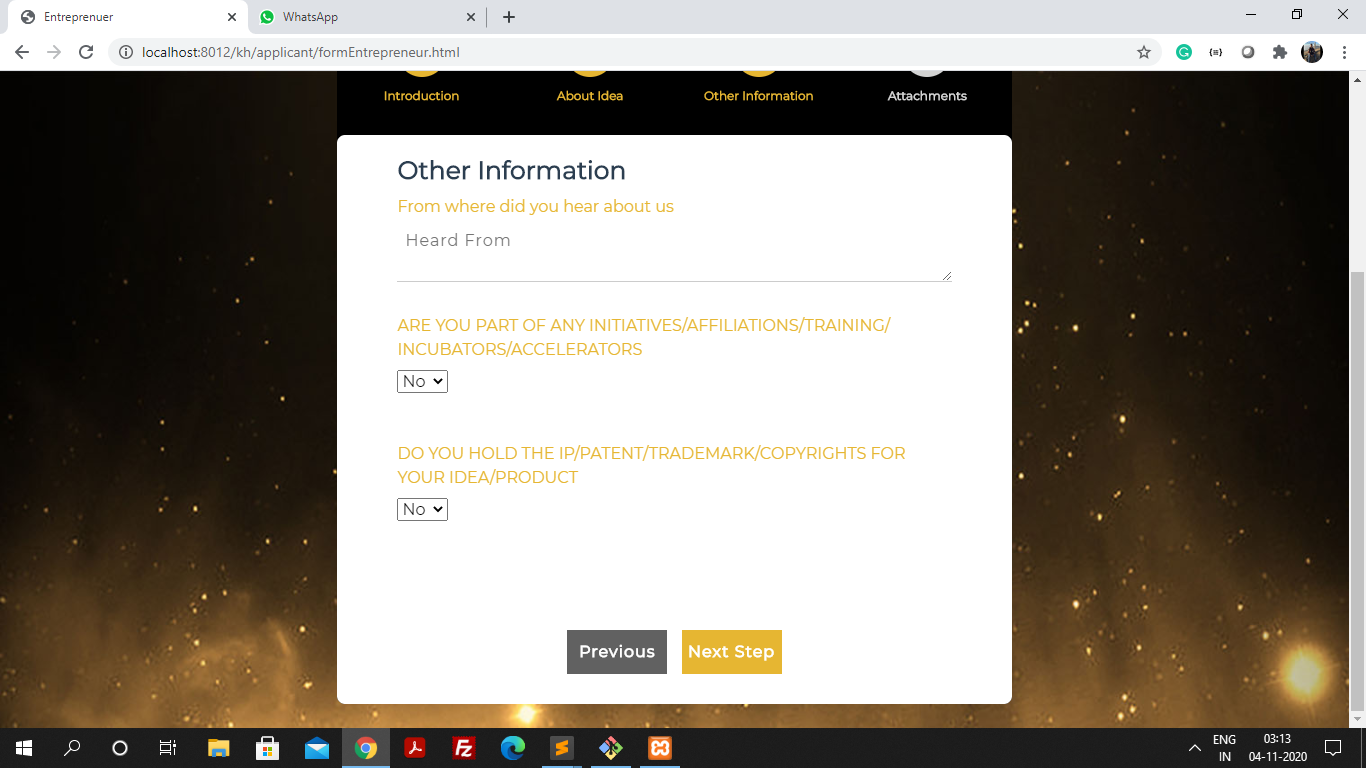 Entreprenuer
WhatsApp
localhost:8012/kh/applicant/formEntrepreneur.html
Introduction
About Idea
Other Information
Attachments
Other Information
From where did you hear about us
Heard From
ARE YOU PART OF ANY INITIATIVES/AFFILIATIONS/TRAINING/
INCUBATORS/ACCELERATORS
No
DO YOU HOLD THE IP/PATENT/TRADEMARK/COPYRIGHTS FOR
YOUR IDEA/PRODUCT
No
Previous
Next Step
ENG
IN
03:13
04-11-2020